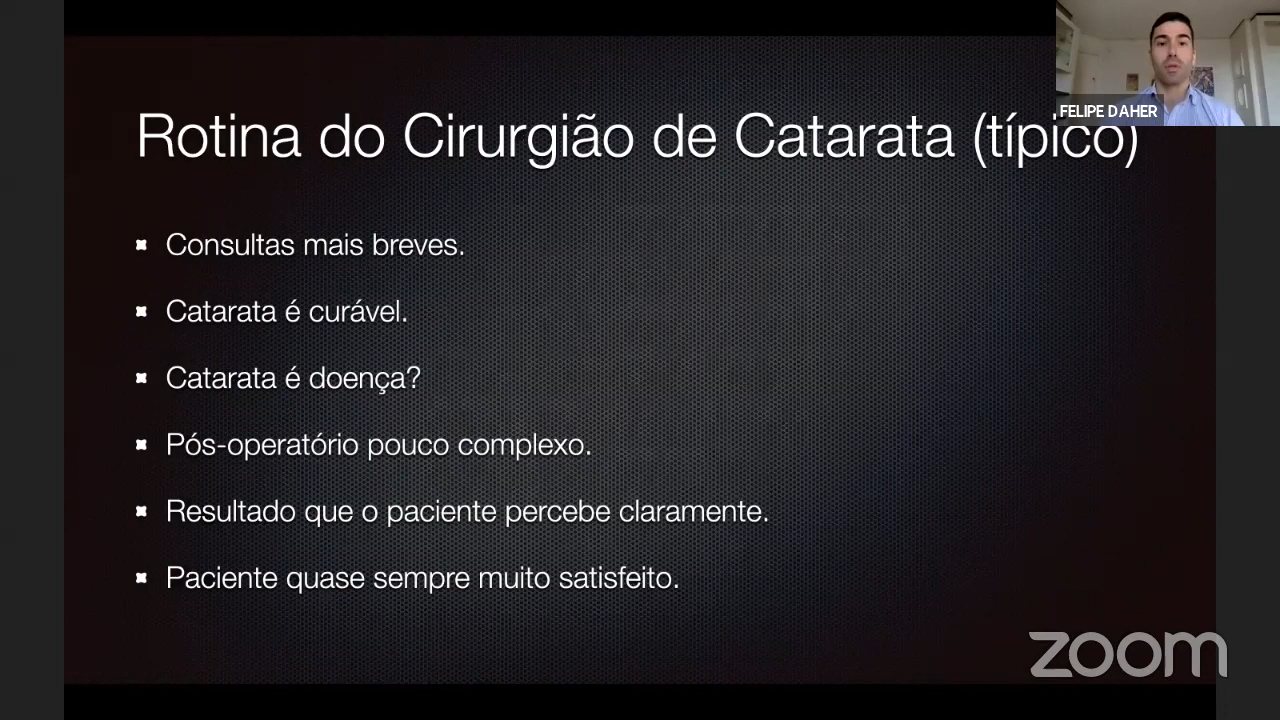 Rotina do Cirurgião de Catarata (típico)
FELIPE DAHER
Consultas mais breves.
Catarata é curável.
Catarata é doença?
Pós-operatório pouco complexo.
Resultado que o paciente percebe claramente.
Paciente quase sempre muito satisfeito.
zoom